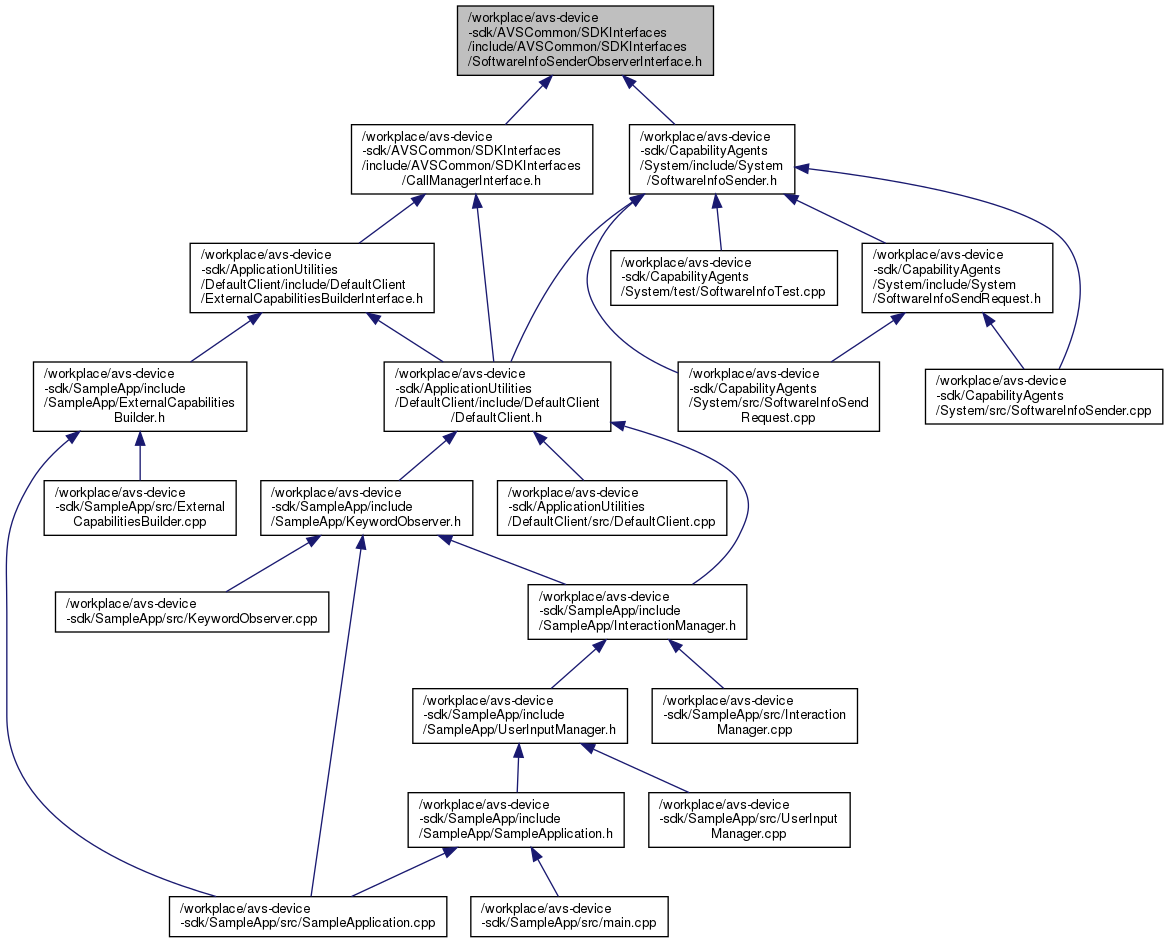 /workplace/avs-device
-sdk/AVSCommon/SDKInterfaces
/include/AVSCommon/SDKInterfaces
/SoftwareInfoSenderObserverInterface.h
/workplace/avs-device
-sdk/AVSCommon/SDKInterfaces
/include/AVSCommon/SDKInterfaces
/CallManagerInterface.h
/workplace/avs-device
-sdk/CapabilityAgents
/System/include/System
/SoftwareInfoSender.h
/workplace/avs-device
-sdk/ApplicationUtilities
/DefaultClient/include/DefaultClient
/ExternalCapabilitiesBuilderInterface.h
/workplace/avs-device
-sdk/CapabilityAgents
/System/test/SoftwareInfoTest.cpp
/workplace/avs-device
-sdk/CapabilityAgents
/System/include/System
/SoftwareInfoSendRequest.h
/workplace/avs-device
-sdk/SampleApp/include
/SampleApp/ExternalCapabilities
Builder.h
/workplace/avs-device
-sdk/ApplicationUtilities
/DefaultClient/include/DefaultClient
/DefaultClient.h
/workplace/avs-device
-sdk/CapabilityAgents
/System/src/SoftwareInfoSend
Request.cpp
/workplace/avs-device
-sdk/CapabilityAgents
/System/src/SoftwareInfoSender.cpp
/workplace/avs-device
-sdk/SampleApp/src/External
CapabilitiesBuilder.cpp
/workplace/avs-device
-sdk/SampleApp/include
/SampleApp/KeywordObserver.h
/workplace/avs-device
-sdk/ApplicationUtilities
/DefaultClient/src/DefaultClient.cpp
/workplace/avs-device
-sdk/SampleApp/src/KeywordObserver.cpp
/workplace/avs-device
-sdk/SampleApp/include
/SampleApp/InteractionManager.h
/workplace/avs-device
-sdk/SampleApp/include
/SampleApp/UserInputManager.h
/workplace/avs-device
-sdk/SampleApp/src/Interaction
Manager.cpp
/workplace/avs-device
-sdk/SampleApp/include
/SampleApp/SampleApplication.h
/workplace/avs-device
-sdk/SampleApp/src/UserInput
Manager.cpp
/workplace/avs-device
-sdk/SampleApp/src/SampleApplication.cpp
/workplace/avs-device
-sdk/SampleApp/src/main.cpp